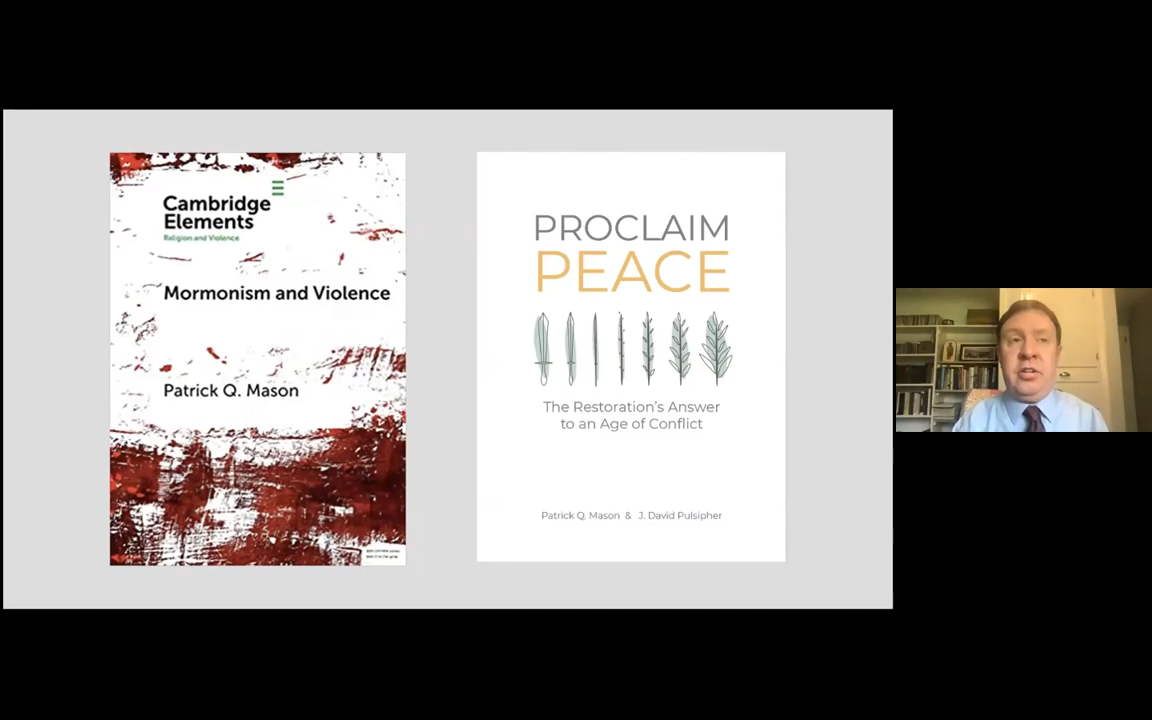 Cambridge
Elements
Religion and Violence
Mormonism and Violence
Patrick Q. Mason
PROCLAIM
PEACE
The Restoration's Answer
to an Age of Conflict
Patrick Q. Mason & J. David Pulsipher